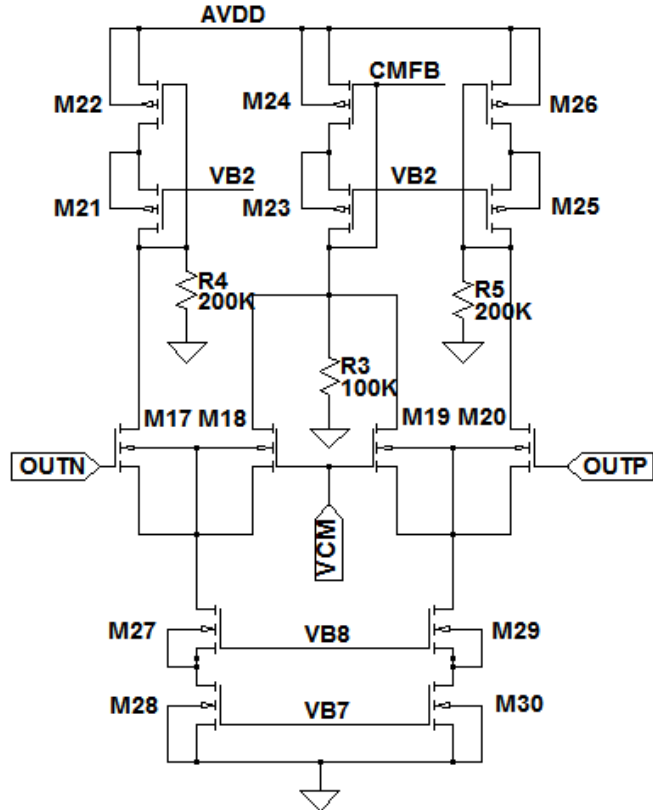 AVDD
M22
M24
CMFB
M26
M21
VB2
M23
VB2
M25
R4
200K
R5
200K
R3
100K
M17
M18
M19
M20
OUTN
OUTP
VCM
M27
VB8
M29
M28
VB7
M30